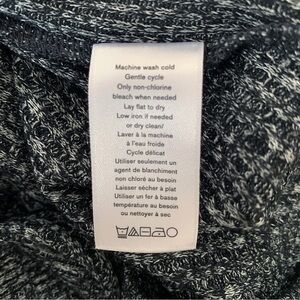 Machine wash cold
Gentle cycle
Only non-chlorine
bleach when needed
Lay flat to dry
Low iron if needed
or dry clean/
Laver à la machine
à l'eau froide
Cycle délicat
Utiliser seulement un
agent de blanchiment
non chloré au besoin
Laisser sécher à plat
Utiliser un fer à basse
température au besoin
ou nettoyer à sec